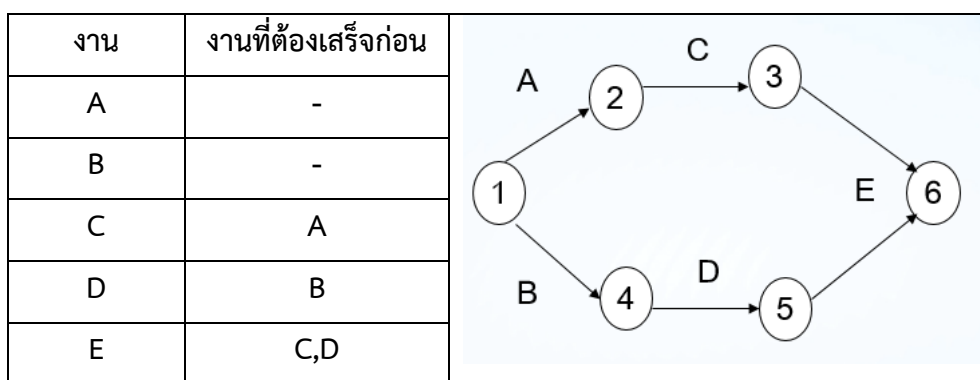 งาน งานที่ต้องเสร็จก่อน
A -
B -
C A
D B
E C,D
C
A 3
2
1 E 6
D
B 4
5